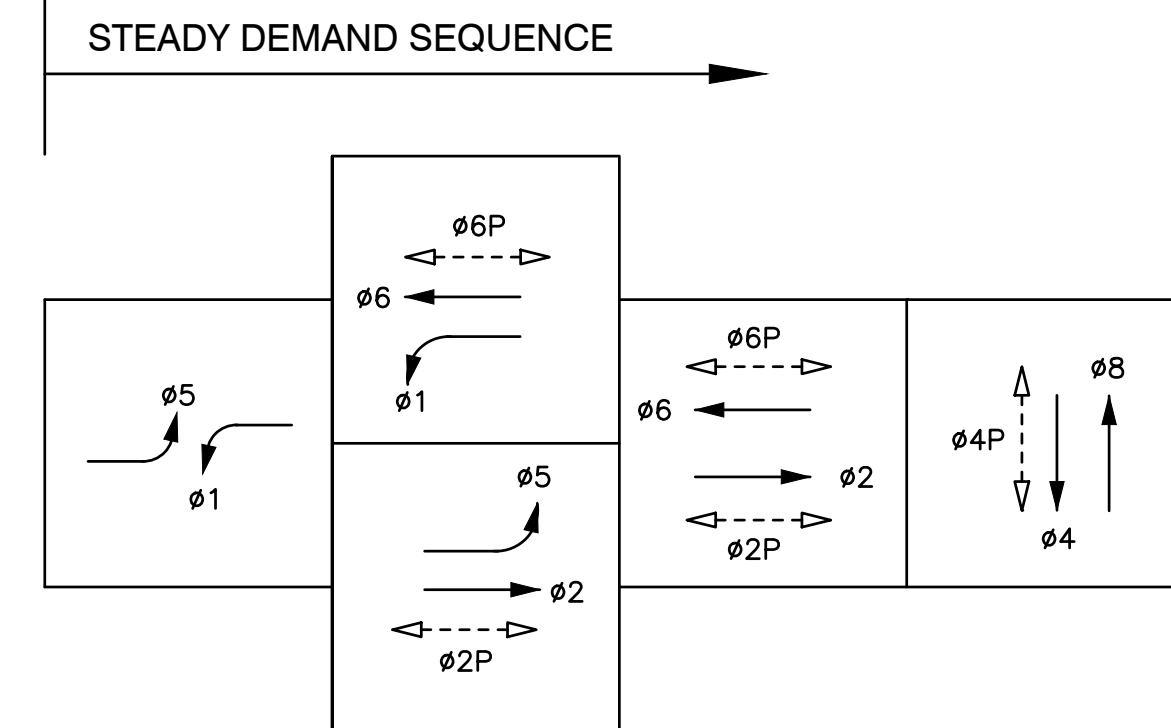 STEADY DEMAND SEQUENCE
ø5
ø1
ø6P
ø6
ø1
ø5
ø2
ø2P
ø6P
ø6
ø2
ø2P
ø8
ø4P
ø4